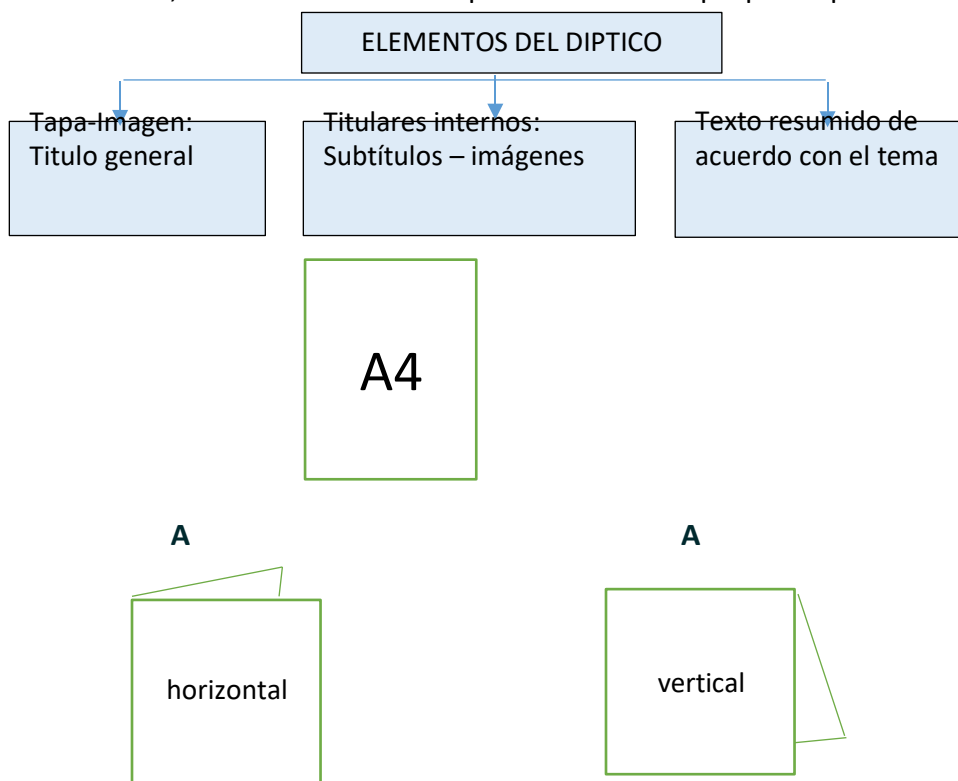 ELEMENTOS DEL DIPTICO
Tapa-Imagen:
Titulo general
Titulares internos:
Subtítulos – imágenes
Texto resumido de
acuerdo con el tema
A4
A
A
horizontal
vertical